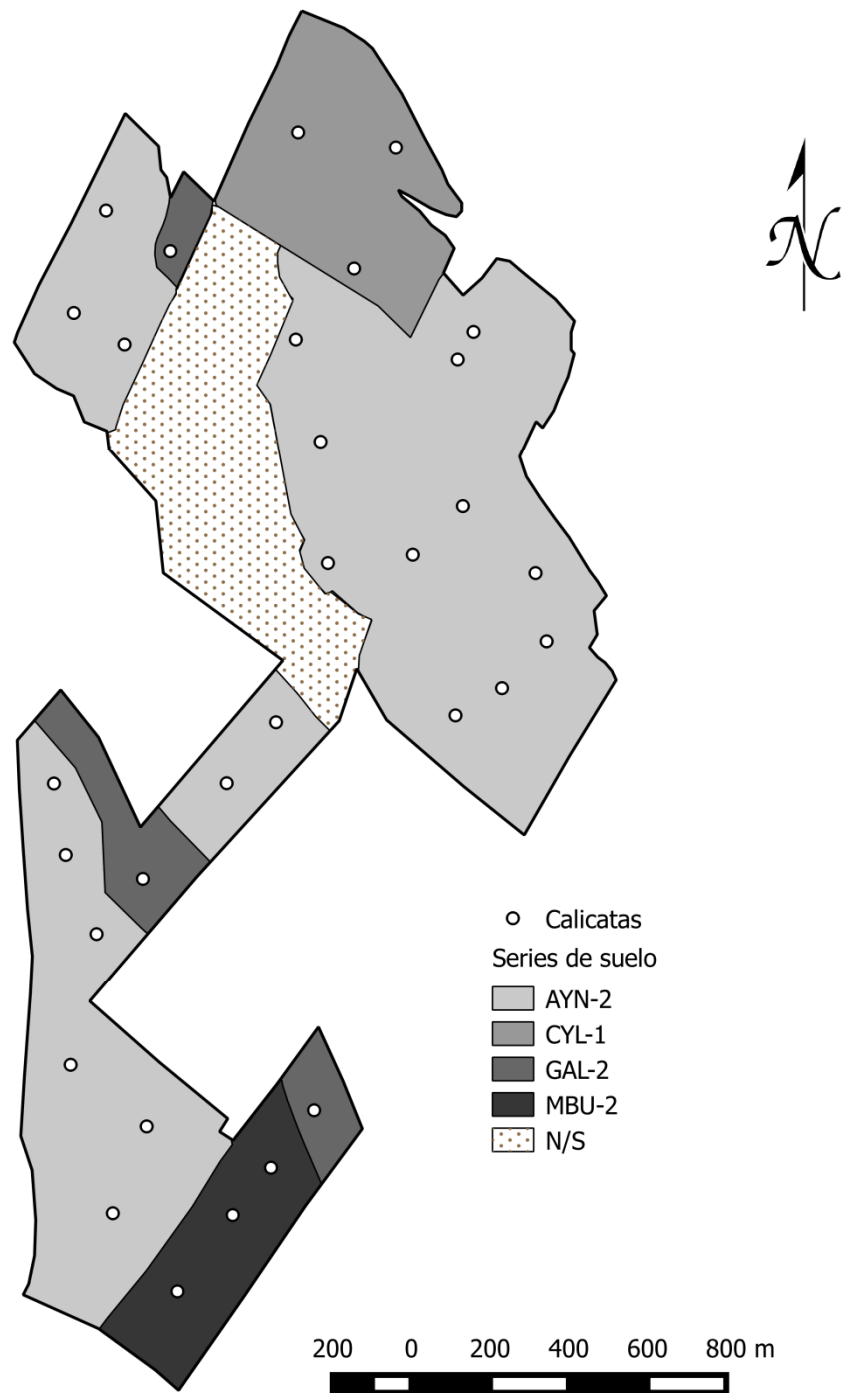 N
Calicatas
Series de suelo
AYN-2
CYL-1
GAL-2
MBU-2
N/S
200 0 200 400 600 800 m